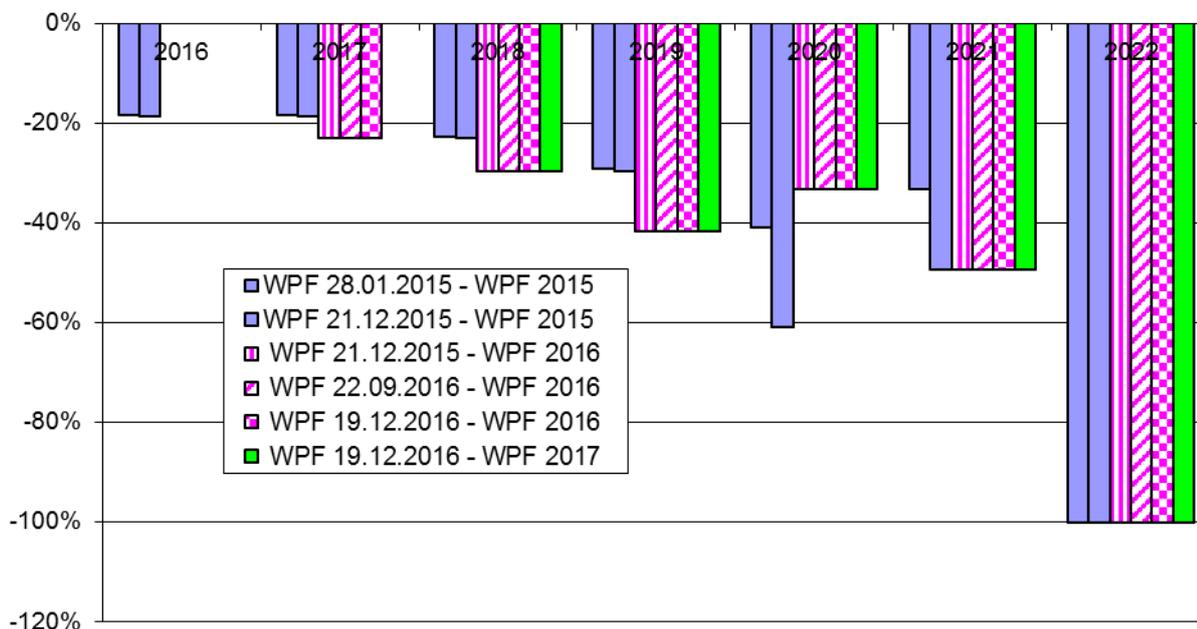 0%
2016 2017 2018 2019 2020 2021 2022
-20%
-40%
WPF 28.01.2015 - WPF 2015
WPF 21.12.2015 - WPF 2015
-60%
WPF 21.12.2015 - WPF 2016
WPF 22.09.2016 - WPF 2016
-80%
WPF 19.12.2016 - WPF 2016
WPF 19.12.2016 - WPF 2017
-100%
-120%